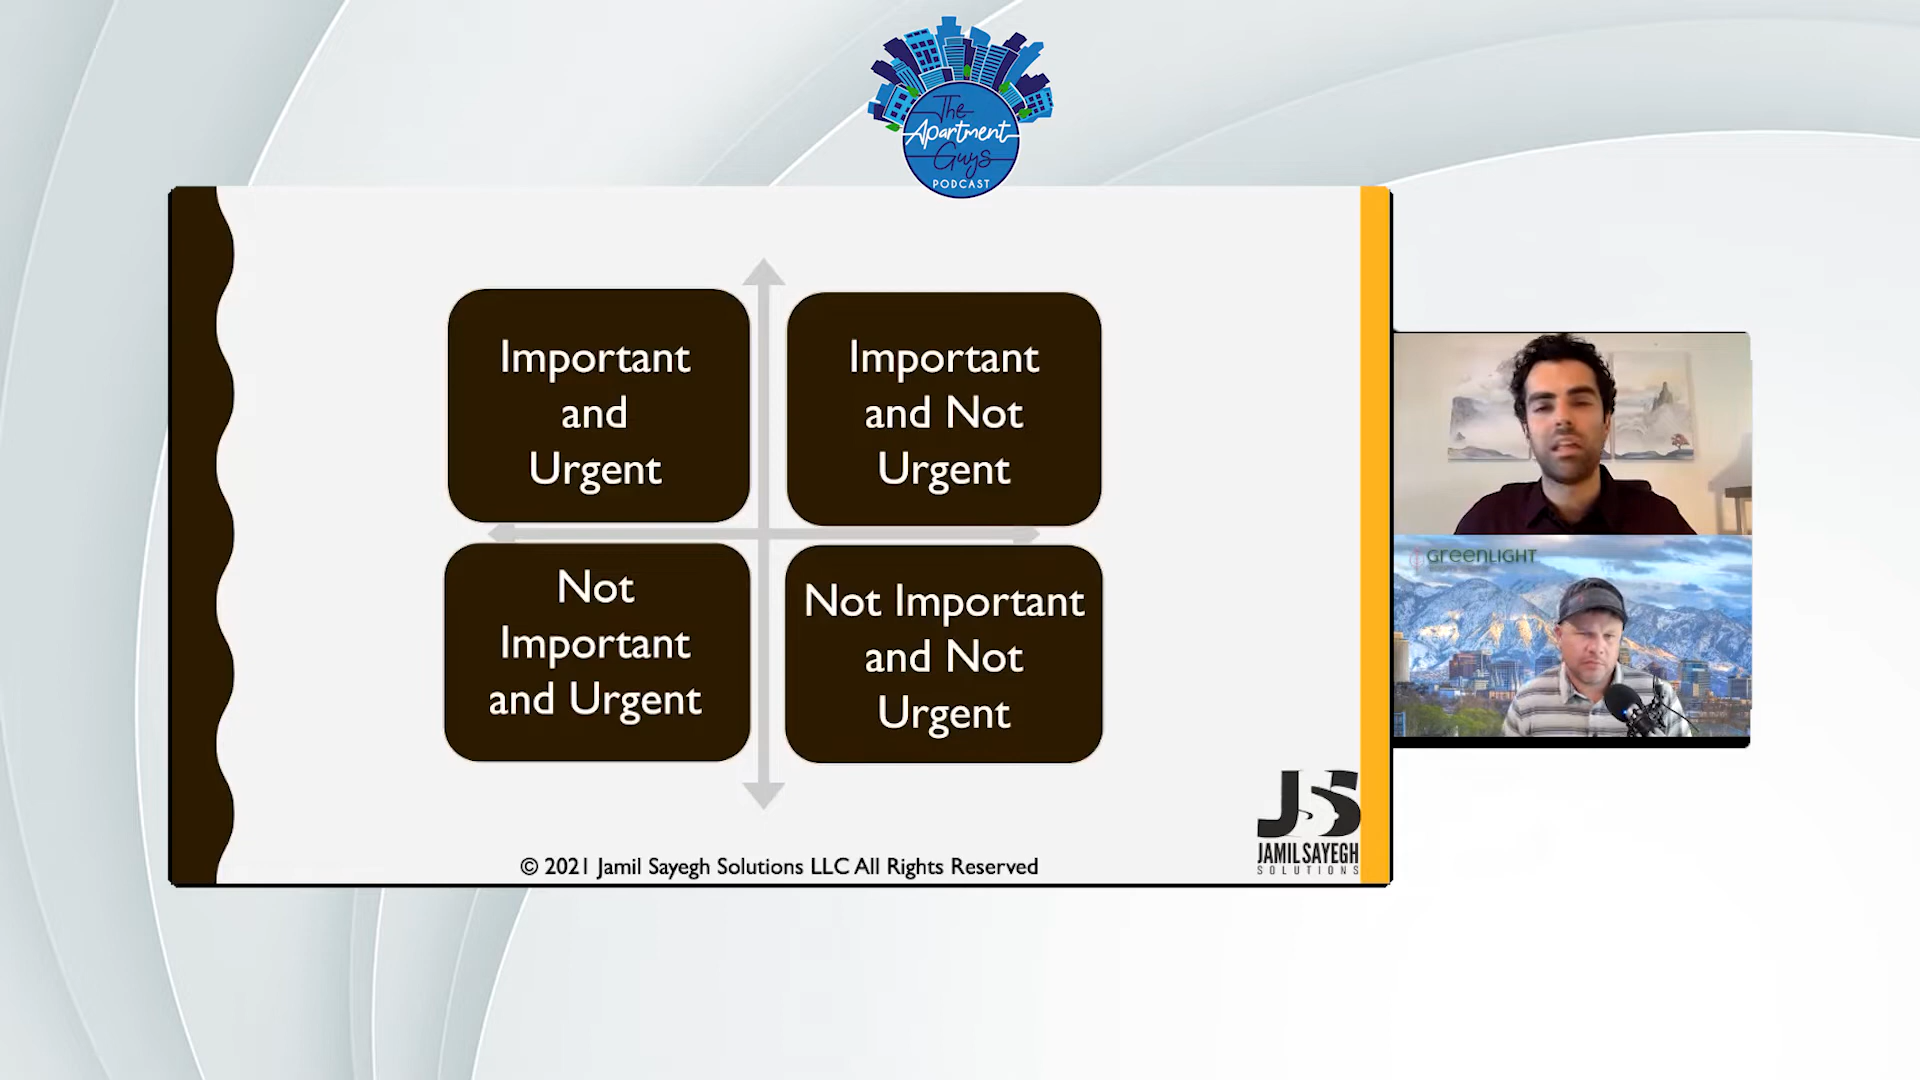 The
Apartment
Guys
PODCAST
Important
and
Urgent
Important
and Not
Urgent
Not
Important
and Urgent
Not Important
and Not
Urgent
© 2021 Jamil Sayegh Solutions LLC All Rights Reserved
JSS
JAMIL SAYEGH
SOLUTIONS
GREENLIGHT